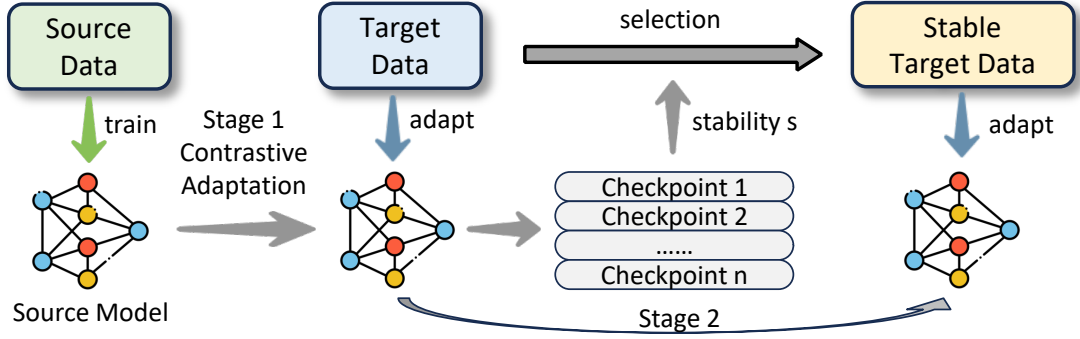 Source
Data
Target
Data
selection
Stable
Target Data
train
Stage 1
Contrastive
Adaptation
adapt
stability s
adapt
Checkpoint 1
Checkpoint 2
......
Checkpoint n
Source Model
Stage 2